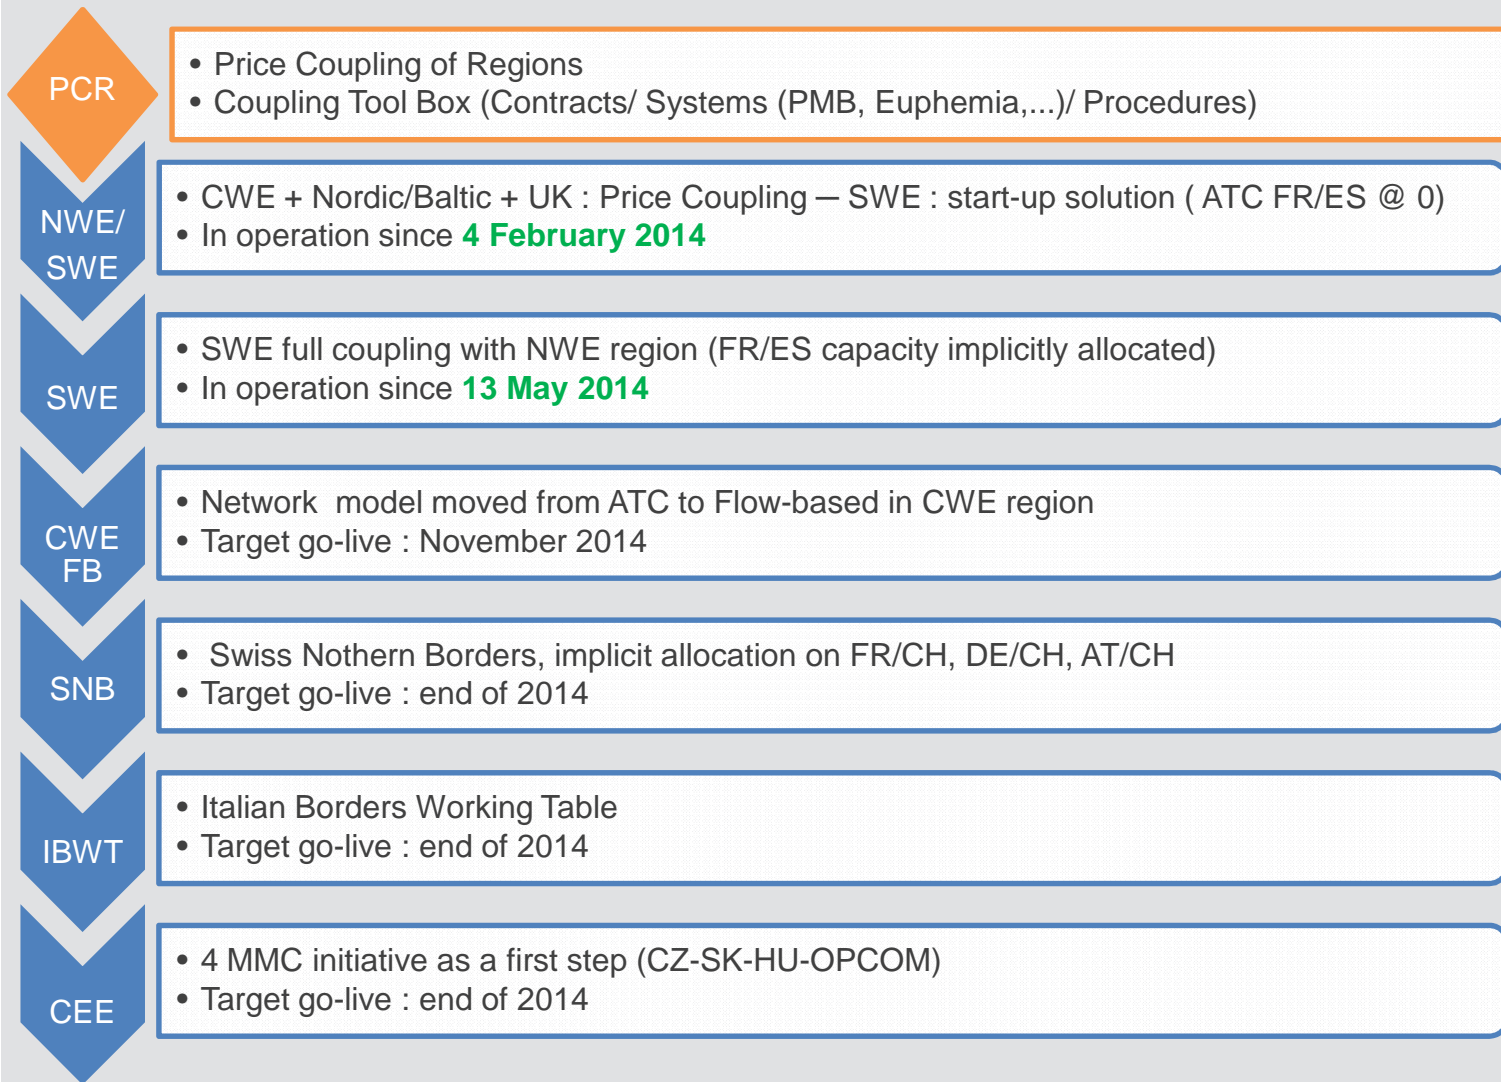 PCR
• Price Coupling of Regions
• Coupling Tool Box (Contracts/ Systems (PMB, Euphemia,...)/ Procedures)
NWE/
SWE
• CWE + Nordic/Baltic + UK : Price Coupling – SWE : start-up solution ( ATC FR/ES @ 0)
• In operation since 4 February 2014
SWE
• SWE full coupling with NWE region (FR/ES capacity implicitly allocated)
• In operation since 13 May 2014
CWE
FB
• Network model moved from ATC to Flow-based in CWE region
• Target go-live : November 2014
SNB
• Swiss Nothern Borders, implicit allocation on FR/CH, DE/CH, AT/CH
• Target go-live : end of 2014
IBWT
• Italian Borders Working Table
• Target go-live : end of 2014
CEE
• 4 MMC initiative as a first step (CZ-SK-HU-OPCOM)
• Target go-live : end of 2014